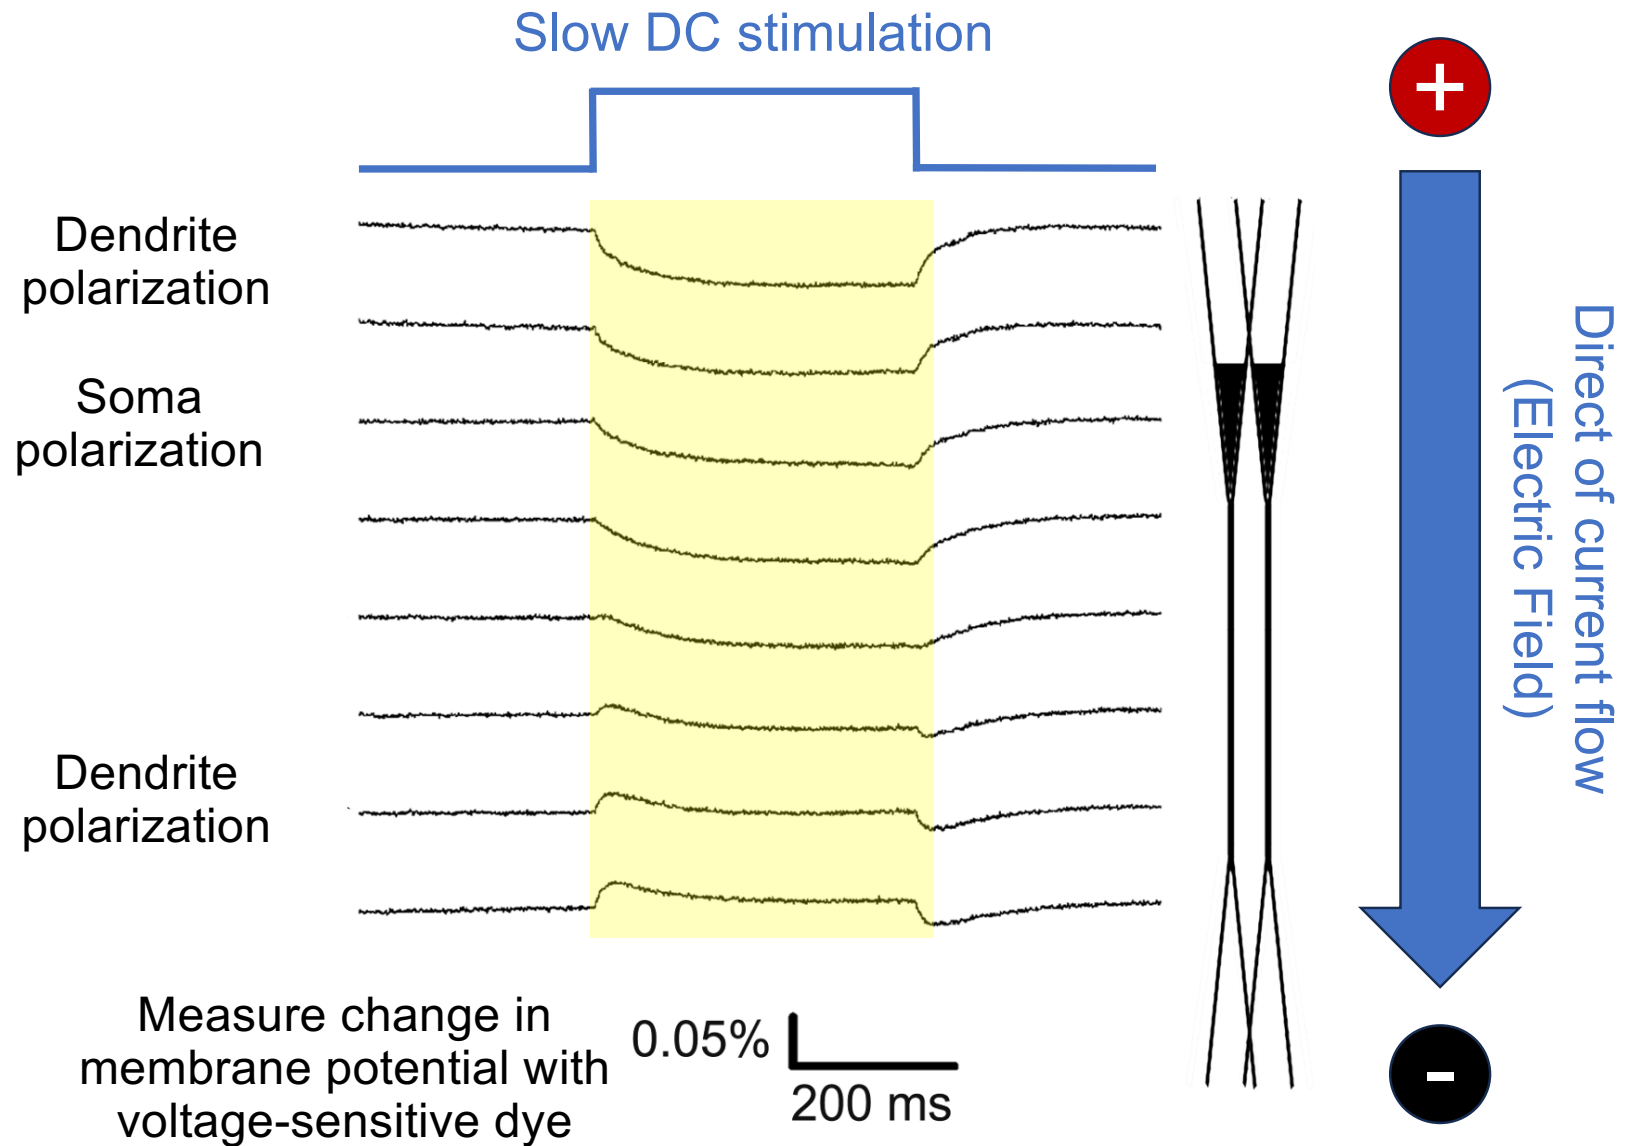 Slow DC stimulation
+
Dendrite
polarization
Soma
polarization
Dendrite
polarization
Direct of current flow
(Electric Field)
Measure change in
membrane potential with
voltage-sensitive dye
0.05%
200 ms
-